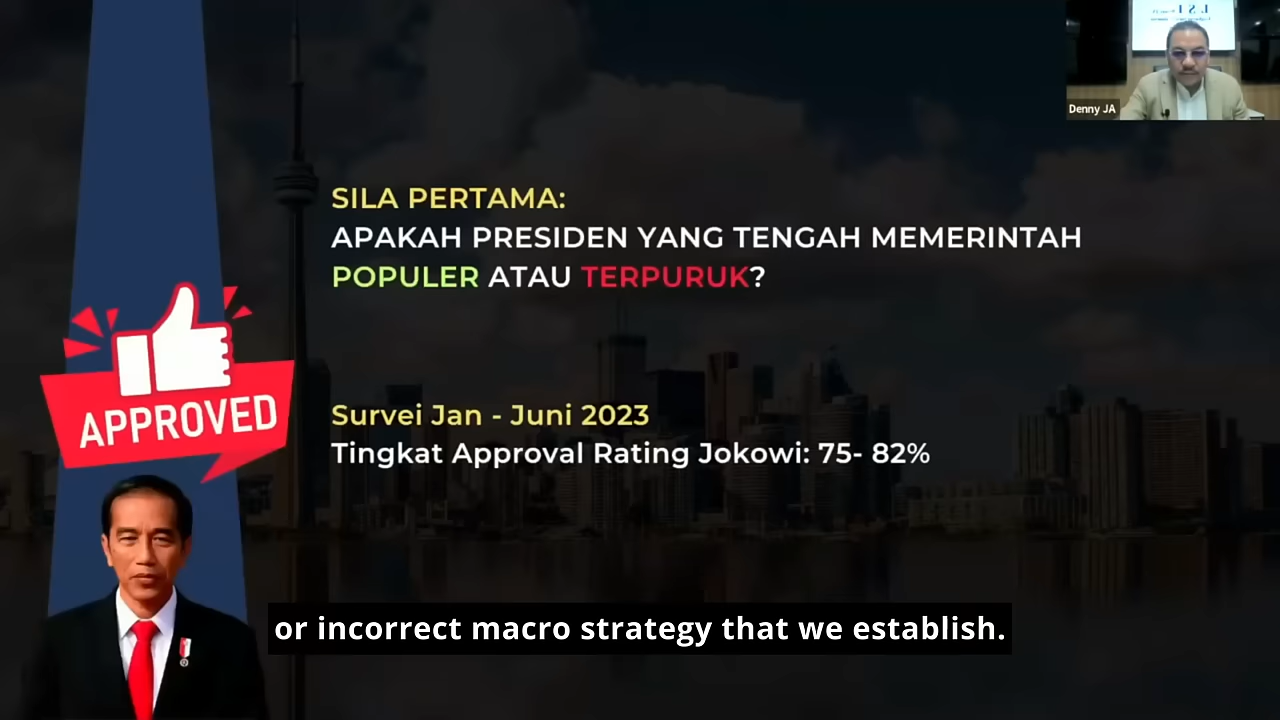 Denny JA
SILA PERTAMA:
APAKAH PRESIDEN YANG TENGAH MEMERINTAH
POPULER ATAU TERPURUK?
APPROVED
Survei Jan - Juni 2023
Tingkat Approval Rating Jokowi: 75- 82%
or incorrect macro strategy that we establish.